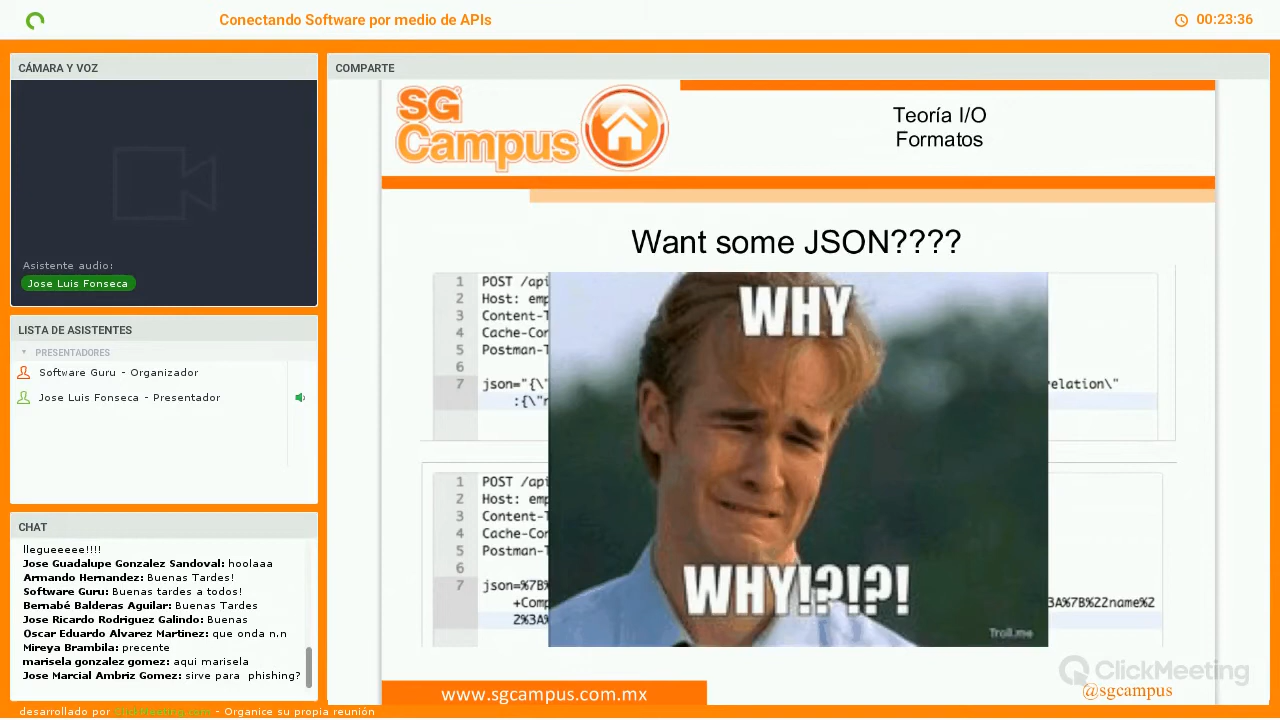 Conectando Software por medio de APIs
00:23:36
CÁMARA Y VOZ
Asistente audio:
Jose Luis Fonseca
LISTA DE ASISTENTES
PRESENTADORES
Software Guru - Organizador
Jose Luis Fonseca - Presentador
CHAT
llegueeeee!!!!
Jose Guadalupe Gonzalez Sandoval: hoolaaa
Armando Hernandez: Buenas Tardes!
Software Guru: Buenas tardes a todos!
Bernabé Balderas Aguilar: Buenas Tardes
Jose Ricardo Rodriguez Galindo: Buenas
Oscar Eduardo Alvarez Martinez: que onda n.n
Mireya Brambila: precente
marisela gonzalez gomez: aqui marisela
Jose Marcial Ambriz Gomez: sirve para phishing?
desarrollado por ClickMeeting.com - Organice su propia reunión
COMPARTE
SG
Campus
Teoría I/O
Formatos
Want some JSON????
1 POST /api
2 Host: emp
3 Content-T
4 Cache-Con
5 Postman-T
6
7 json="{\" elation\"
:{\"n
WHY
WHY!?!?!
Troll.me
1 POST /api
2 Host: emp
3 Content-T
4 Cache-Con
5 Postman-T
6
7 json=%7B%
+Comp 3A%7B%22name%2
2%3A%
www.sgcampus.com.mx
ClickMeeting
@sgcampus